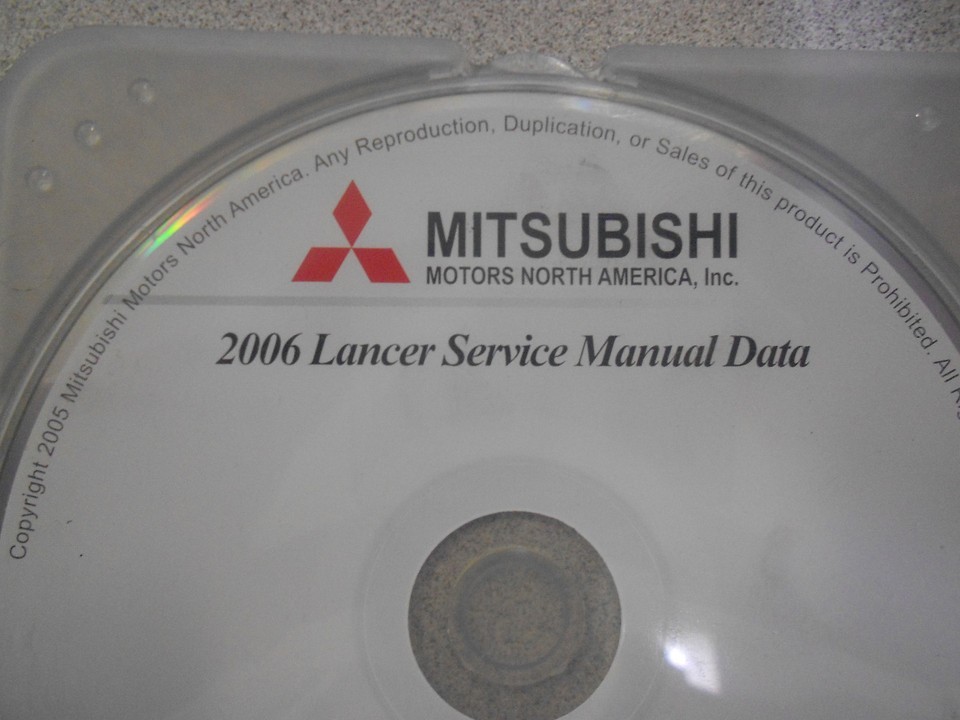 Copyright 2005 Mitsubishi Motors North America. Any Reproduction, Duplication, or Sales of this product is Prohibited. All
MITSUBISHI
MOTORS NORTH AMERICA, Inc.
2006 Lancer Service Manual Data